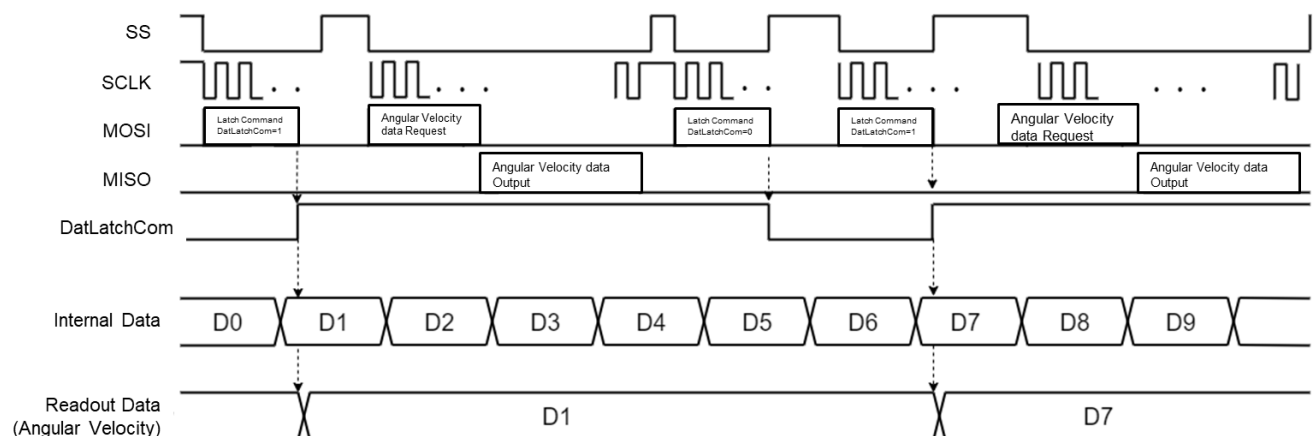 SS
SCLK
. .
. . .
. .
. . .
. . .
MOSI
Latch Command
DatLatchCom=1
Angular Velocity
data Request
Latch Command
DatLatchCom=0
Latch Command
DatLatchCom=1
Angular Velocity
data Request
MISO
Angular Velocity data
Output
Angular Velocity data
Output
DatLatchCom
Internal Data
D0
D1
D2
D3
D4
D5
D6
D7
D8
D9
Readout Data
(Angular Velocity)
D1
D7